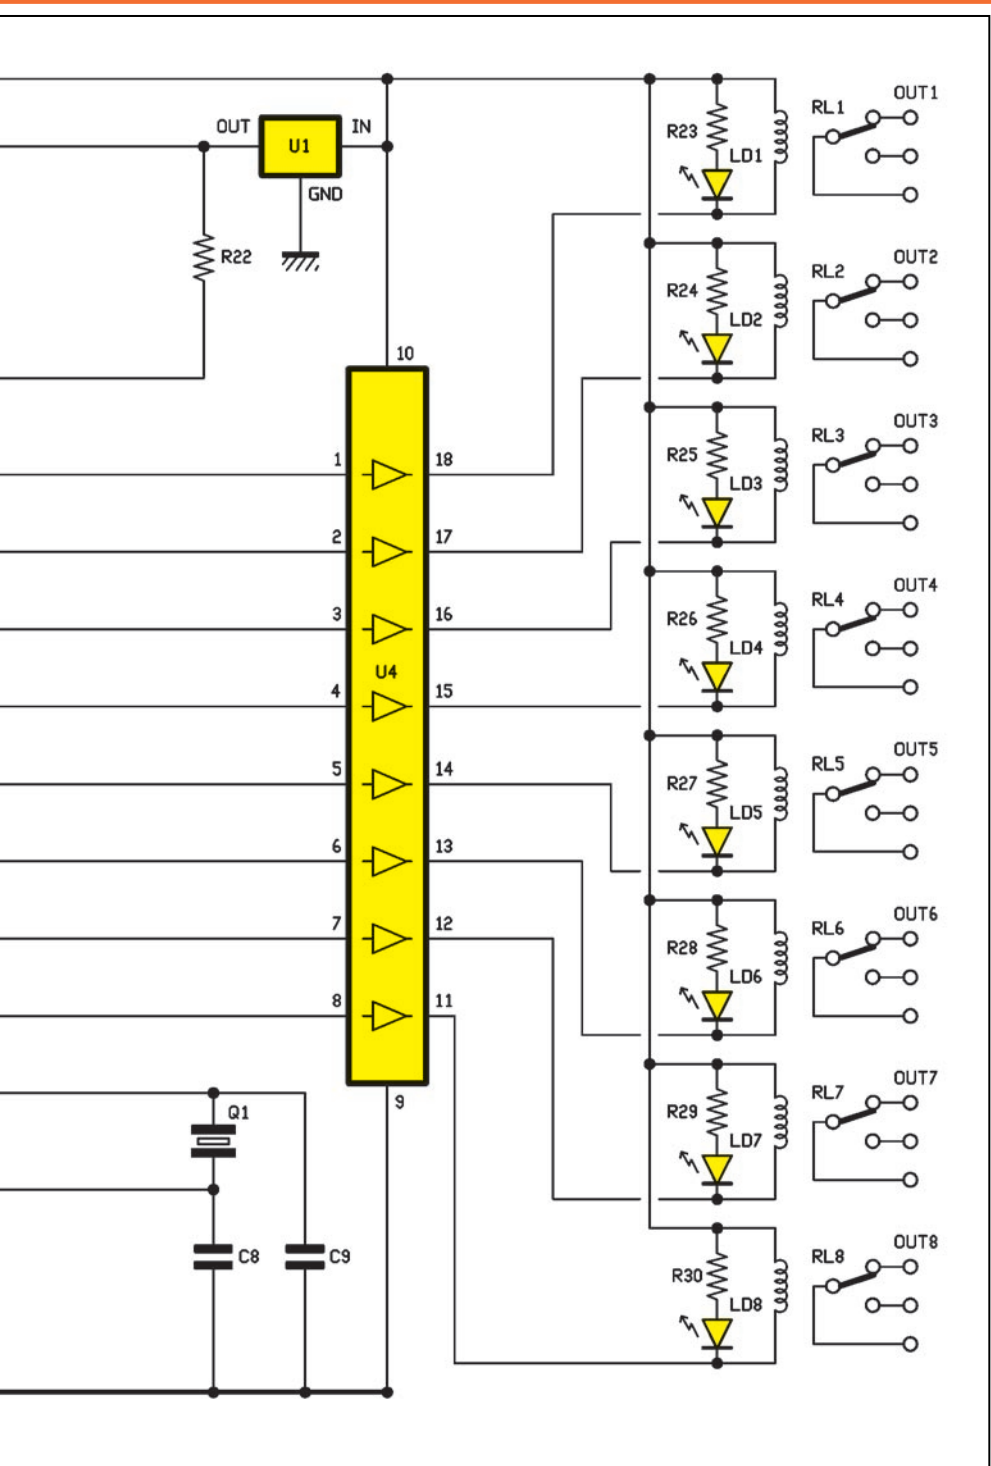 OUT1
RL1
OUT
U1
IN
R23
LD1
GND
R22
OUT2
RL2
R24
LD2
10
OUT3
RL3
R25
LD3
1
18
2
17
OUT4
RL4
R26
LD4
3
16
U4
4
15
OUT5
RL5
R27
LD5
5
14
6
13
OUT6
RL6
R28
LD6
7
12
8
11
OUT7
RL7
R29
LD7
9
Q1
OUT8
RL8
R30
LD8
C8
C9